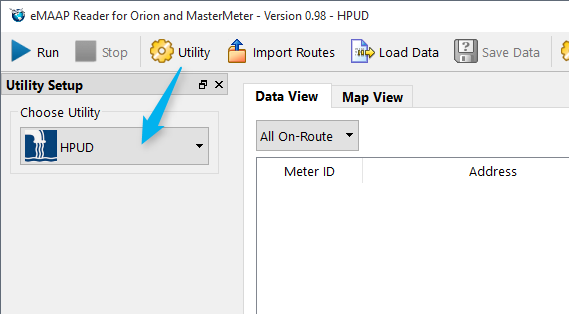 eMAAP Reader for Orion and MasterMeter - Version 0.98 - HPUD
Run Stop Utility Import Routes Load Data Save Data
Utility Setup
Choose Utility
HPUD
Data View Map View
All On-Route
Meter ID Address